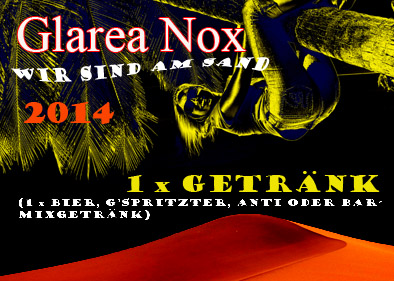 Glarea Nox
WIR SIND AM SAND
2014
1 x GETRÄNK
(1 x BIER, G'SPRITZTER, ANTI ODER BAR-
MIXGETRÄNK)